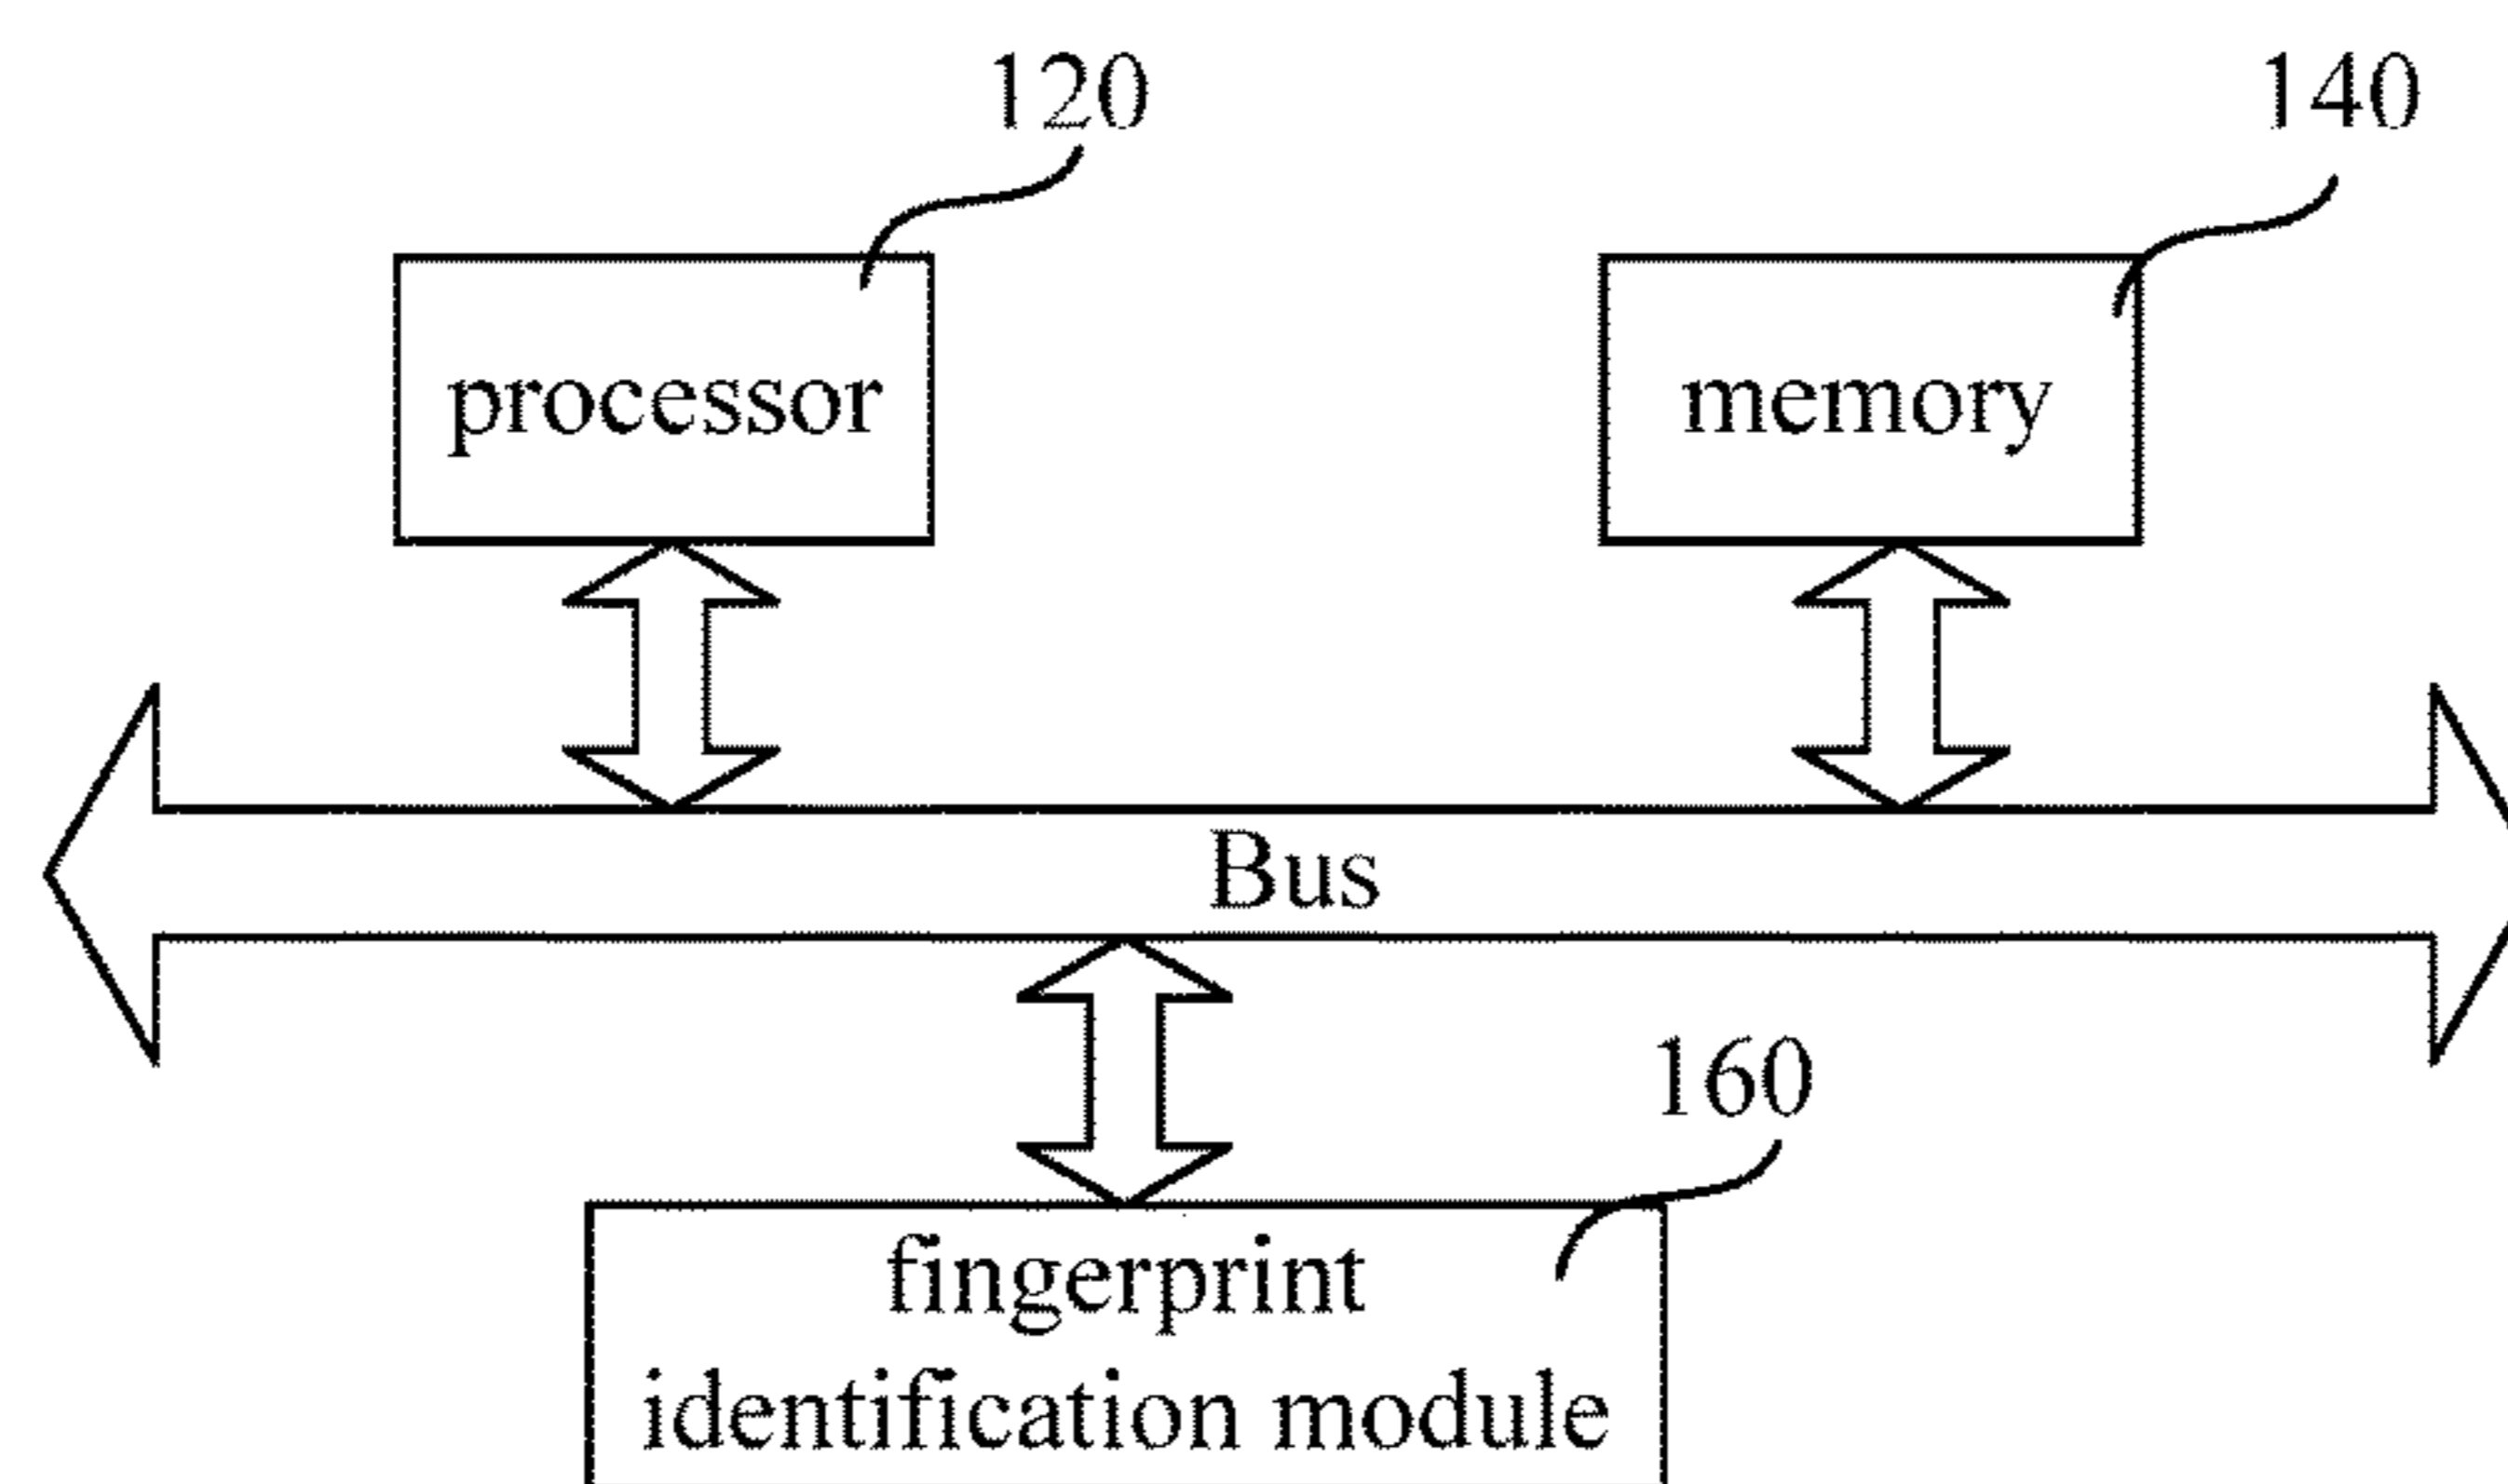 120
140
processor
memory
Bus
160
fingerprint
identification module